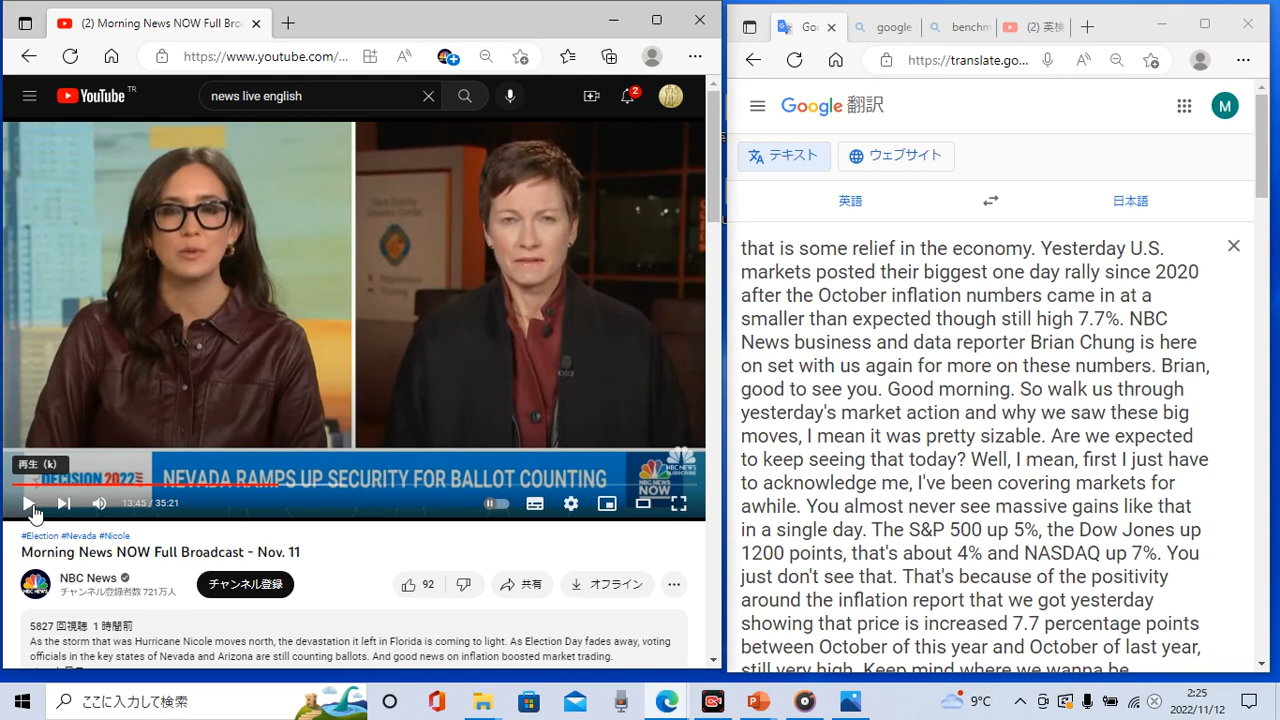 (2) Morning News NOW Full Broadc
https://www.youtube.com/...
YouTube TR
news live english
2
DECISION 2022
NEVADA RAMPS UP SECURITY FOR BALLOT COUNTING
NBC NEWS
SUBSCRIBE
NBC NEWS
NOW
再生 (k)
13:45 / 35:21
#Election #Nevada #Nicole
Morning News NOW Full Broadcast - Nov. 11
NBC News
チャンネル登録者数 721万人
チャンネル登録
92
共有
オフライン
5827 回視聴 1 時間前
As the storm that was Hurricane Nicole moves north, the devastation it left in Florida is coming to light. As Election Day fades away, voting
officials in the key states of Nevada and Arizona are still counting ballots. And good news on inflation boosted market trading.
Goo
google
benchm
(2) 英検
https://translate.go...
Google 翻訳
M
テキスト
ウェブサイト
英語
日本語
that is some relief in the economy. Yesterday U.S.
markets posted their biggest one day rally since 2020
after the October inflation numbers came in at a
smaller than expected though still high 7.7%. NBC
News business and data reporter Brian Chung is here
on set with us again for more on these numbers. Brian,
good to see you. Good morning. So walk us through
yesterday's market action and why we saw these big
moves, I mean it was pretty sizable. Are we expected
to keep seeing that today? Well, I mean, first I just have
to acknowledge me, I've been covering markets for
awhile. You almost never see massive gains like that
in a single day. The S&P 500 up 5%, the Dow Jones up
1200 points, that's about 4% and NASDAQ up 7%. You
just don't see that. That's because of the positivity
around the inflation report that we got yesterday
showing that price is increased 7.7 percentage points
between October of this year and October of last year,
still very high. Keep mind where we wanna be
ここに入力して検索
9°C
2:25
2022/11/12